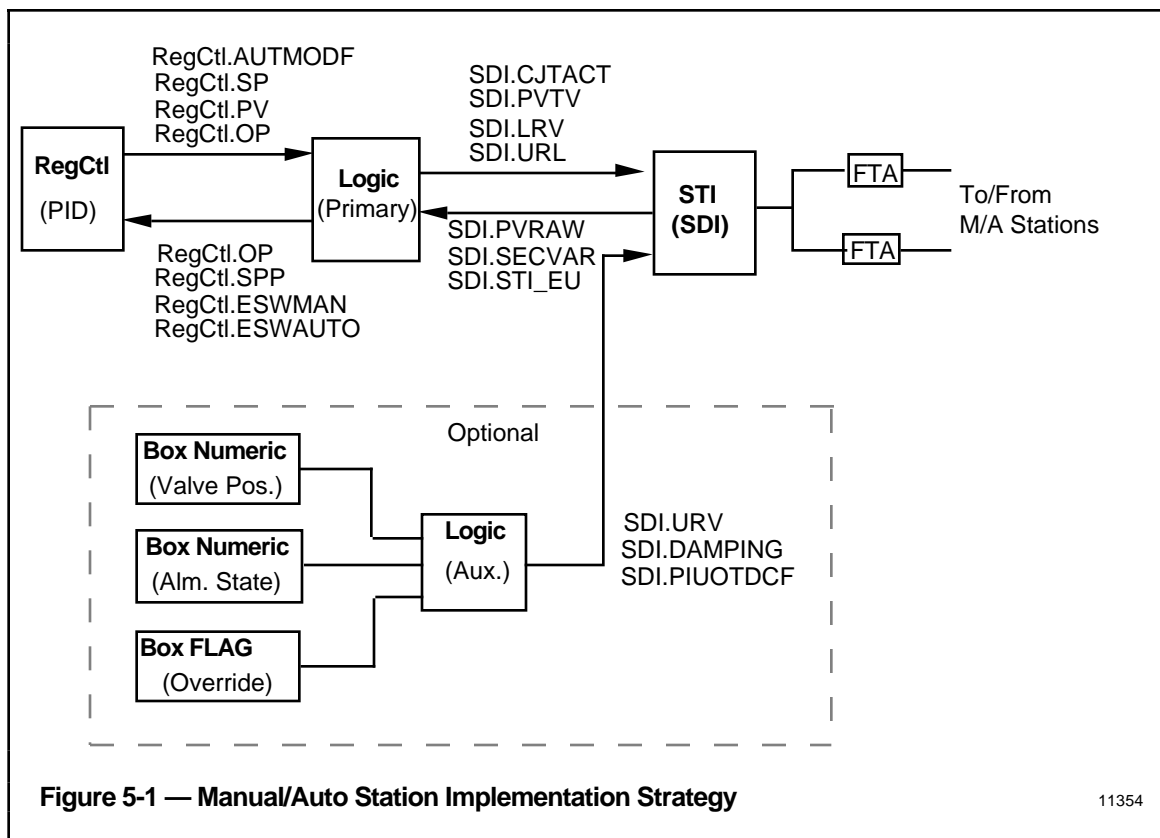 RegCtl.AUTMODF
RegCtl.SP
RegCtl.PV
RegCtl.OP
SDI.CJTACT
SDI.PVTV
SDI.LRV
SDI.URL
RegCtl
(PID)
Logic
(Primary)
STI
(SDI)
FTA
FTA
To/From
M/A Stations
RegCtl.OP
RegCtl.SPP
RegCtl.ESWMAN
RegCtl.ESWAUTO
SDI.PVRAW
SDI.SECVAR
SDI.STI_EU
Optional
Box Numeric
(Valve Pos.)
Box Numeric
(Alm. State)
Box FLAG
(Override)
Logic
(Aux.)
SDI.URV
SDI.DAMPING
SDI.PIUOTDCF
Figure 5-1 — Manual/Auto Station Implementation Strategy
11354